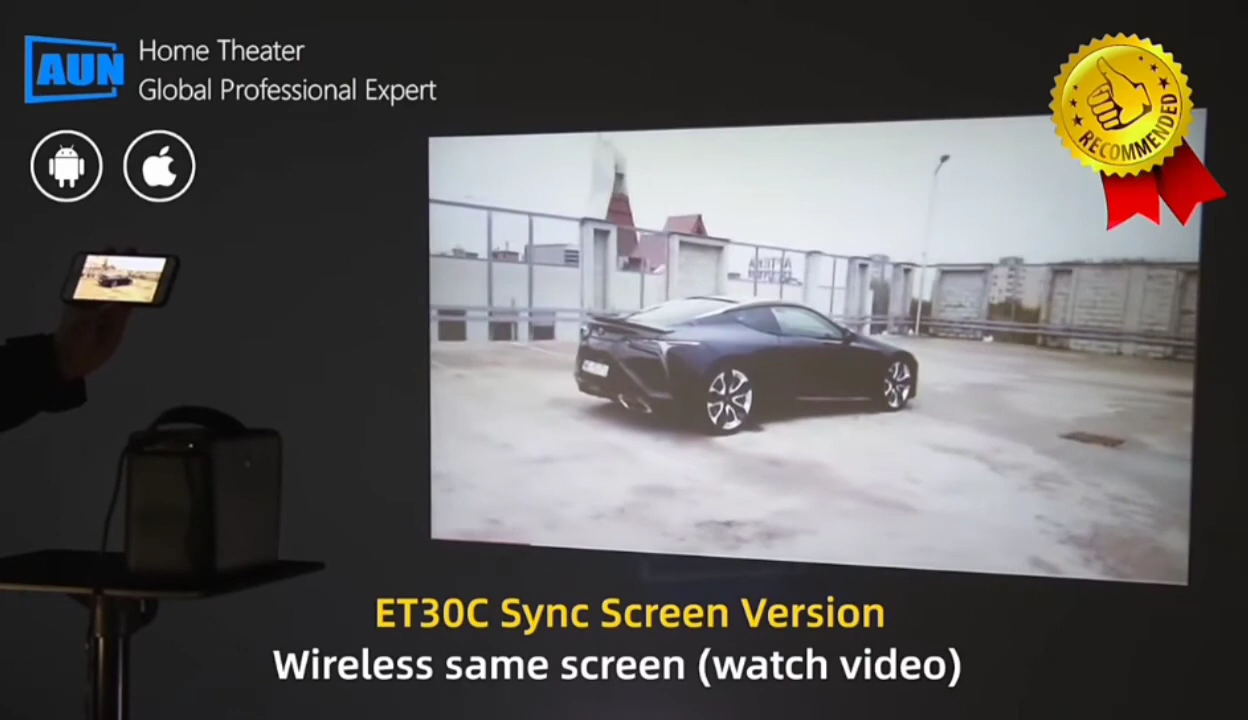 AUN
Home Theater
Global Professional Expert
RECOMMENDED
ET30C Sync Screen Version
Wireless same screen (watch video)